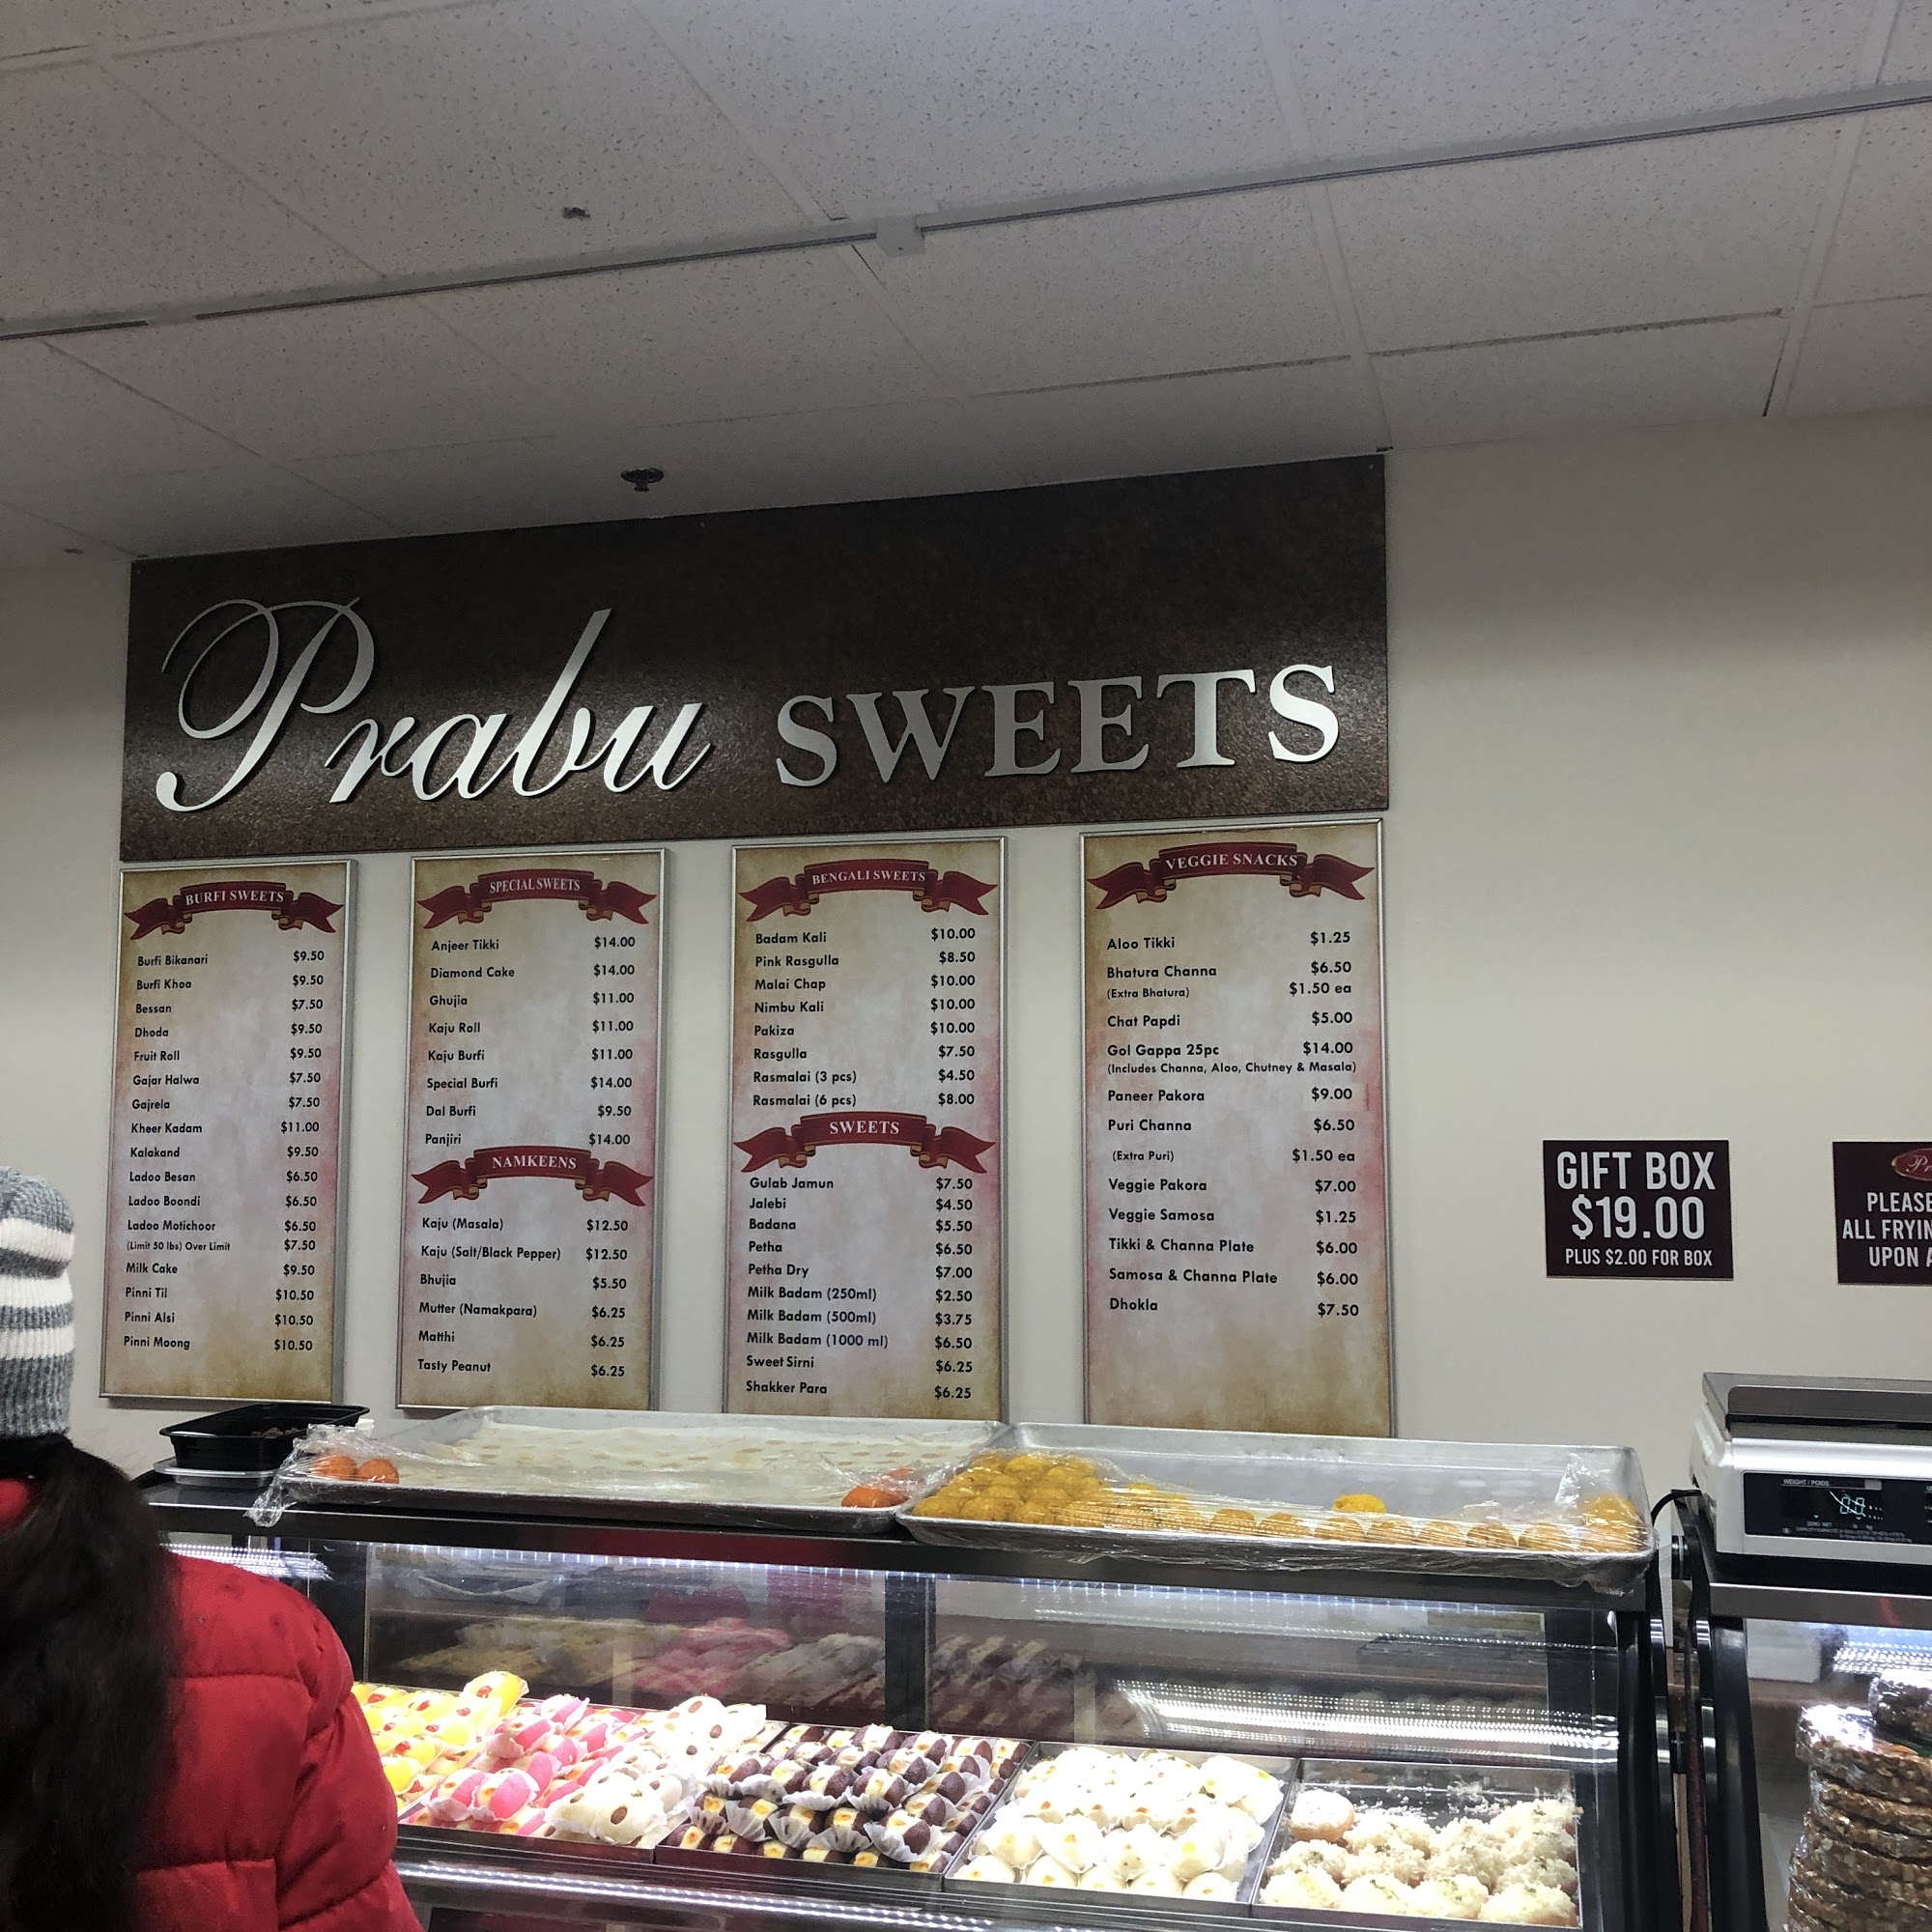 Prabu SWEETS
BURFI SWEETS
Burfi Bikanari $9.50
Burfi Khoa $9.50
Bessan $7.50
Dhoda $9.50
Fruit Roll $9.50
Gajar Halwa $7.50
Gajrela $7.50
Kheer Kadam $11.00
Kalakand $9.50
Ladoo Besan $6.50
Ladoo Boondi $6.50
Ladoo Motichoor $6.50
(Limit 50 lbs) Over Limit $7.50
Milk Cake $9.50
Pinni Til $10.50
Pinni Alsi $10.50
Pinni Moong $10.50
SPECIAL SWEETS
Anjeer Tikki $14.00
Diamond Cake $14.00
Ghujia $11.00
Kaju Roll $11.00
Kaju Burfi $11.00
Special Burfi $14.00
Dal Burfi $9.50
Panjiri $14.00
NAMKEENS
Kaju (Masala) $12.50
Kaju (Salt/Black Pepper) $12.50
Bhujia $5.50
Mutter (Namakpara) $6.25
Matthi $6.25
Tasty Peanut $6.25
BENGALI SWEETS
Badam Kali $10.00
Pink Rasgulla $8.50
Malai Chap $10.00
Nimbu Kali $10.00
Pakiza $10.00
Rasgulla $7.50
Rasmalai (3 pcs) $4.50
Rasmalai (6 pcs) $8.00
SWEETS
Gulab Jamun $7.50
Jalebi $4.50
Badana $5.50
Petha $6.50
Petha Dry $7.00
Milk Badam (250ml) $2.50
Milk Badam (500ml) $3.75
Milk Badam (1000 ml) $6.50
Sweet Sirni $6.25
Shakker Para $6.25
VEGGIE SNACKS
Aloo Tikki $1.25
Bhatura Channa $6.50
(Extra Bhatura) $1.50 ea
Chat Papdi $5.00
Gol Gappa 25pc $14.00
(Includes Channa, Aloo, Chutney & Masala)
Paneer Pakora $9.00
Puri Channa $6.50
(Extra Puri) $1.50 ea
Veggie Pakora $7.00
Veggie Samosa $1.25
Tikki & Channa Plate $6.00
Samosa & Channa Plate $6.00
Dhokla $7.50
GIFT BOX
$19.00
PLUS $2.00 FOR BOX
PLEASE
ALL FRYIN
UPON A
WEIGHT / POIDS